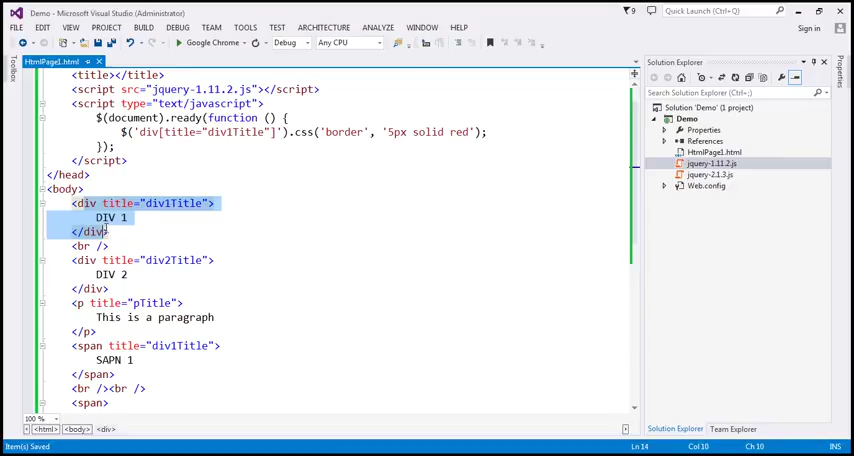 Demo - Microsoft Visual Studio (Administrator)
9
Quick Launch (Ctrl+Q)
FILE EDIT VIEW PROJECT BUILD DEBUG TEAM TOOLS TEST ARCHITECTURE ANALYZE WINDOW HELP
Sign in
Google Chrome Debug Any CPU
Toolbox
HtmlPage1.html
<title></title>
<script src="jquery-1.11.2.js"></script>
<script type="text/javascript">
$(document).ready(function () {
$('div[title="div1Title"]').css('border', '5px solid red');
});
</script>
</head>
<body>
<div title="div1Title">
DIV 1
</div>
<br />
<div title="div2Title">
DIV 2
</div>
<p title="pTitle">
This is a paragraph
</p>
<span title="div1Title">
SAPN 1
</span>
<br /><br />
<span>
100 %
<html> <body> <div>
Solution Explorer
Search Solution Explorer (Ctrl+;)
Solution 'Demo' (1 project)
Demo
Properties
References
HtmlPage1.html
jquery-1.11.2.js
jquery-2.1.3.js
Web.config
Solution Explorer Team Explorer
Properties
Item(s) Saved
Ln 14 Col 10 Ch 10 INS